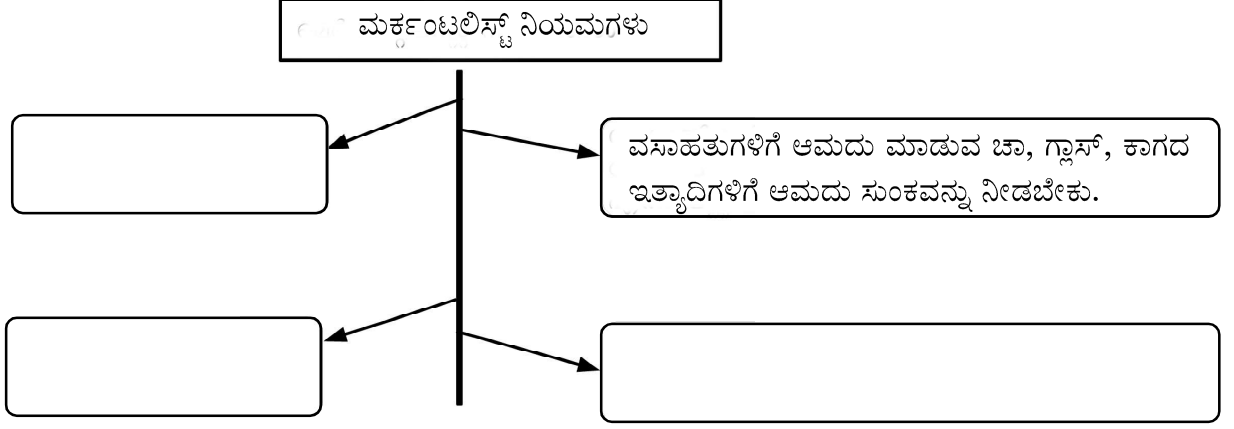 ಮರ್ಕ್ಕಂಟಲಿಸ್ಟ್ ನಿಯಮಗಳು
ವಸಾಹತುಗಳಿಗೆ ಆಮದು ಮಾಡುವ ಚಾ, ಗ್ಲಾಸ್, ಕಾಗದ
ಇತ್ಯಾದಿಗಳಿಗೆ ಆಮದು ಸುಂಕವನ್ನು ನೀಡಬೇಕು.